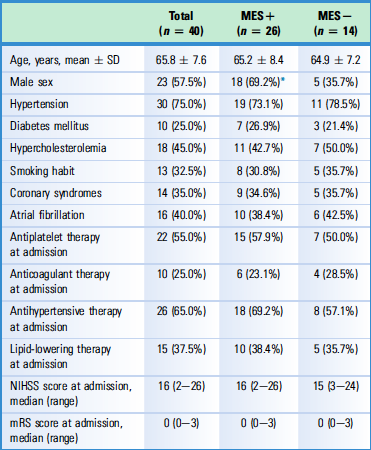 Total MES+ MES−
(n = 40) (n = 26) (n = 14)
Age, years, mean ± SD 65.8 ± 7.6 65.2 ± 8.4 64.9 ± 7.2
Male sex 23 (57.5%) 18 (69.2%)* 5 (35.7%)
Hypertension 30 (75.0%) 19 (73.1%) 11 (78.5%)
Diabetes mellitus 10 (25.0%) 7 (26.9%) 3 (21.4%)
Hypercholesterolemia 18 (45.0%) 11 (42.7%) 7 (50.0%)
Smoking habit 13 (32.5%) 8 (30.8%) 5 (35.7%)
Coronary syndromes 14 (35.0%) 9 (34.6%) 5 (35.7%)
Atrial fibrillation 16 (40.0%) 10 (38.4%) 6 (42.5%)
Antiplatelet therapy 22 (55.0%) 15 (57.9%) 7 (50.0%)
at admission
Anticoagulant therapy 10 (25.0%) 6 (23.1%) 4 (28.5%)
at admission
Antihypertensive therapy 26 (65.0%) 18 (69.2%) 8 (57.1%)
at admission
Lipid-lowering therapy 15 (37.5%) 10 (38.4%) 5 (35.7%)
at admission
NIHSS score at admission, 16 (2–26) 16 (2–26) 15 (3–24)
median (range)
mRS score at admission, 0 (0–3) 0 (0–3) 0 (0–3)
median (range)